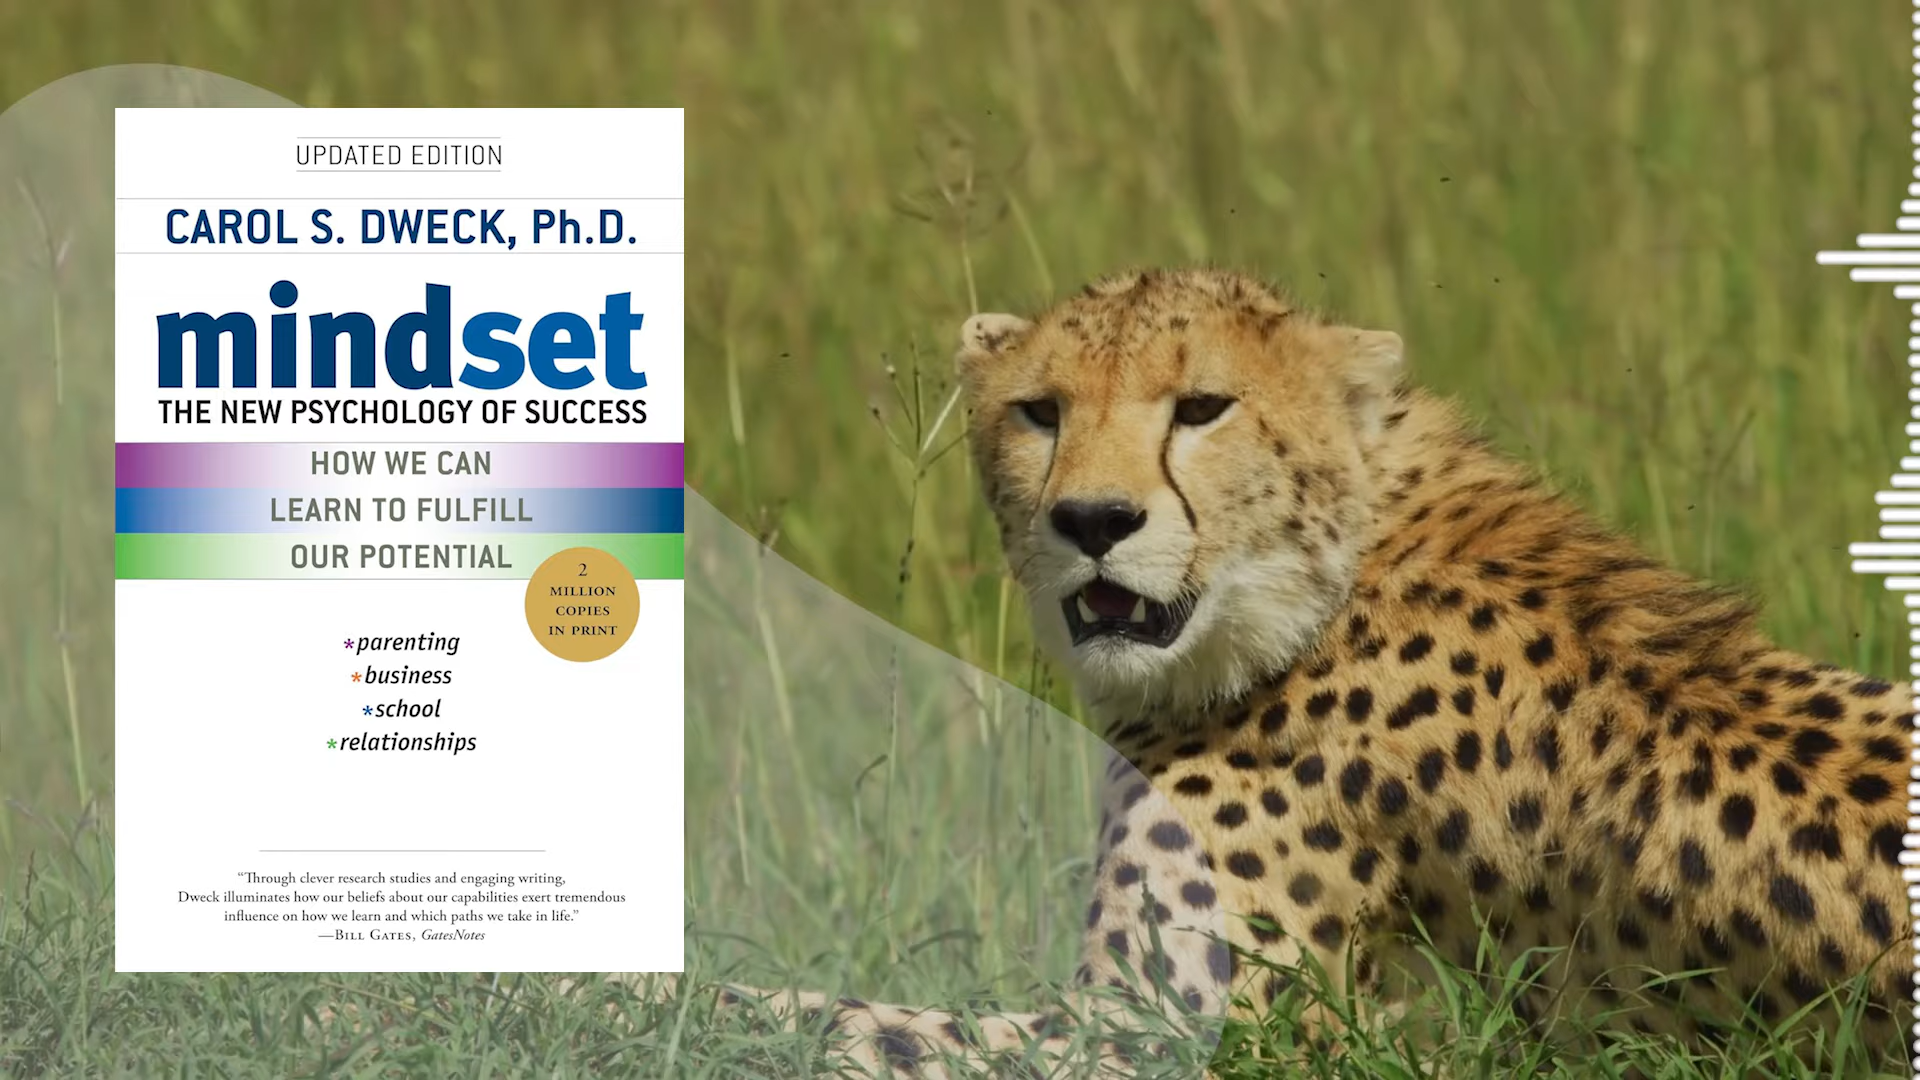 UPDATED EDITION
CAROL S. DWECK, Ph.D.
mindset
THE NEW PSYCHOLOGY OF SUCCESS
HOW WE CAN
LEARN TO FULFILL
OUR POTENTIAL
2
MILLION
COPIES
IN PRINT
*parenting
*business
*school
*relationships
“Through clever research studies and engaging writing,
Dweck illuminates how our beliefs about our capabilities exert tremendous
influence on how we learn and which paths we take in life.”
—BILL GATES, GatesNotes